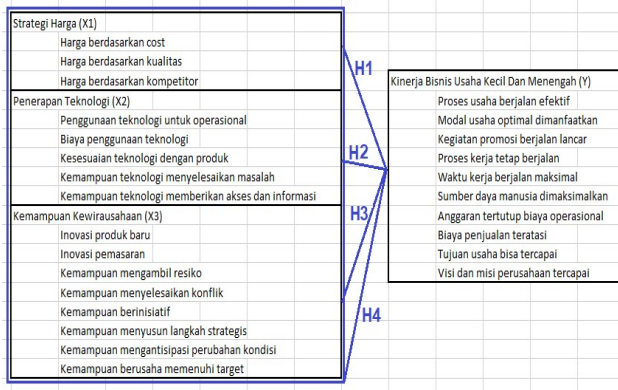 Strategi Harga (X1)
Harga berdasarkan cost
Harga berdasarkan kualitas
Harga berdasarkan kompetitor
Penerapan Teknologi (X2)
Penggunaan teknologi untuk operasional
Biaya penggunaan teknologi
Kesesuaian teknologi dengan produk
Kemampuan teknologi menyelesaikan masalah
Kemampuan teknologi memberikan akses dan informasi
Kemampuan Kewirausahaan (X3)
Inovasi produk baru
Inovasi pemasaran
Kemampuan mengambil resiko
Kemampuan menyelesaikan konflik
Kemampuan berinisiatif
Kemampuan menyusun langkah strategis
Kemampuan mengantisipasi perubahan kondisi
Kemampuan berusaha memenuhi target
H1
H2
H3
H4
Kinerja Bisnis Usaha Kecil Dan Menengah (Y)
Proses usaha berjalan efektif
Modal usaha optimal dimanfaatkan
Kegiatan promosi berjalan lancar
Proses kerja tetap berjalan
Waktu kerja berjalan maksimal
Sumber daya manusia dimaksimalkan
Anggaran tertutup biaya operasional
Biaya penjualan teratasi
Tujuan usaha bisa tercapai
Visi dan misi perusahaan tercapai